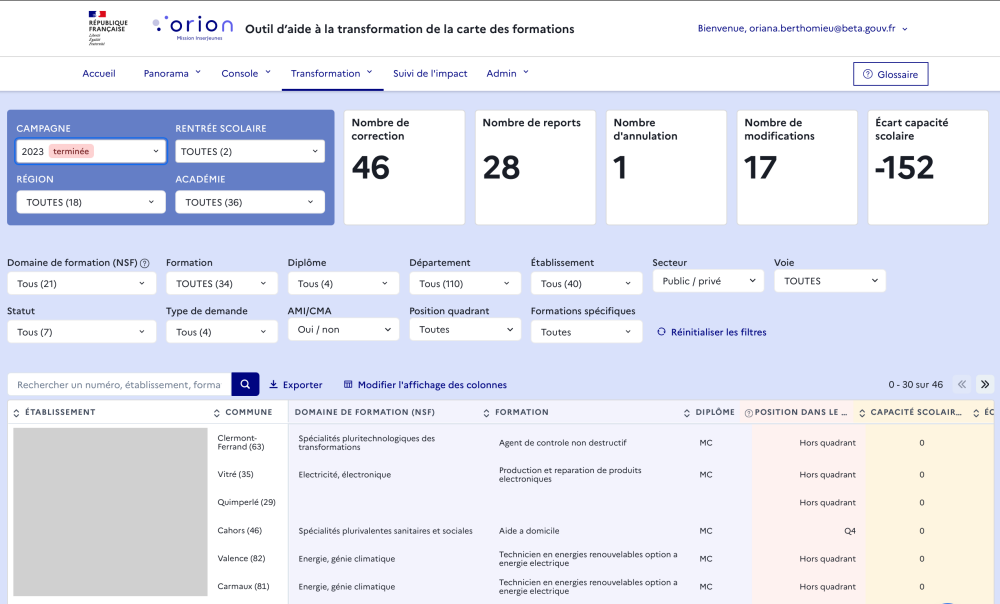 RÉPUBLIQUE
FRANÇAISE
Liberté
Égalité
Fraternité
orion
Mission InserJeunes
Outil d'aide à la transformation de la carte des formations
Bienvenue, oriana.berthomieu@beta.gouv.fr
Accueil
Panorama
Console
Transformation
Suivi de l'impact
Admin
Glossaire
CAMPAGNE
2023 terminée
RENTRÉE SCOLAIRE
TOUTES (2)
RÉGION
TOUTES (18)
ACADÉMIE
TOUTES (36)
Nombre de
correction
46
Nombre de reports
28
Nombre
d'annulation
1
Nombre de
modifications
17
Écart capacité
scolaire
-152
Domaine de formation (NSF)
Tous (21)
Formation
TOUTES (34)
Diplôme
Tous (4)
Département
Tous (110)
Établissement
Tous (40)
Secteur
Public / privé
Voie
TOUTES
Statut
Tous (7)
Type de demande
Tous (4)
AMI/CMA
Oui / non
Position quadrant
Toutes
Formations spécifiques
Toutes
Réinitialiser les filtres
Rechercher un numéro, établissement, forma
Exporter
Modifier l'affichage des colonnes
0 - 30 sur 46
ÉTABLISSEMENT COMMUNE DOMAINE DE FORMATION (NSF) FORMATION DIPLÔME POSITION DANS LE ... CAPACITÉ SCOLAIR... ÉC
Clermont-
Ferrand (63)
Spécialités pluritechnologiques des
transformations
Agent de controle non destructif
MC
Hors quadrant
0
Vitré (35)
Electricité, électronique
Production et reparation de produits
electroniques
MC
Hors quadrant
0
Quimperlé (29)
Hors quadrant
0
Cahors (46)
Spécialités plurivalentes sanitaires et sociales
Aide a domicile
MC
Q4
0
Valence (82)
Energie, génie climatique
Technicien en energies renouvelables option a
energie electrique
MC
Hors quadrant
0
Carmaux (81)
Energie, génie climatique
Technicien en energies renouvelables option a
energie electrique
MC
Hors quadrant
0